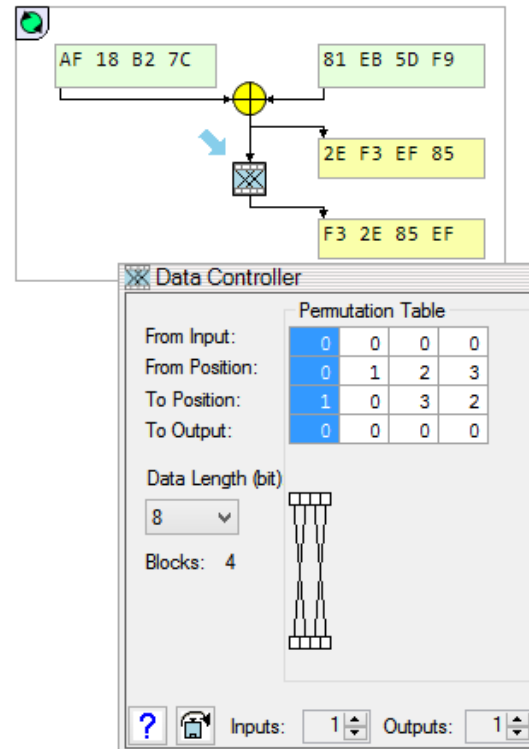 AF 18 B2 7C 81 EB 5D F9
2E F3 EF 85
F3 2E 85 EF
Data Controller
Permutation Table
From Input: 0 0 0 0
From Position: 0 1 2 3
To Position: 1 0 3 2
To Output: 0 0 0 0
Data Length (bit)
8
Blocks: 4
? Inputs: 1 Outputs: 1